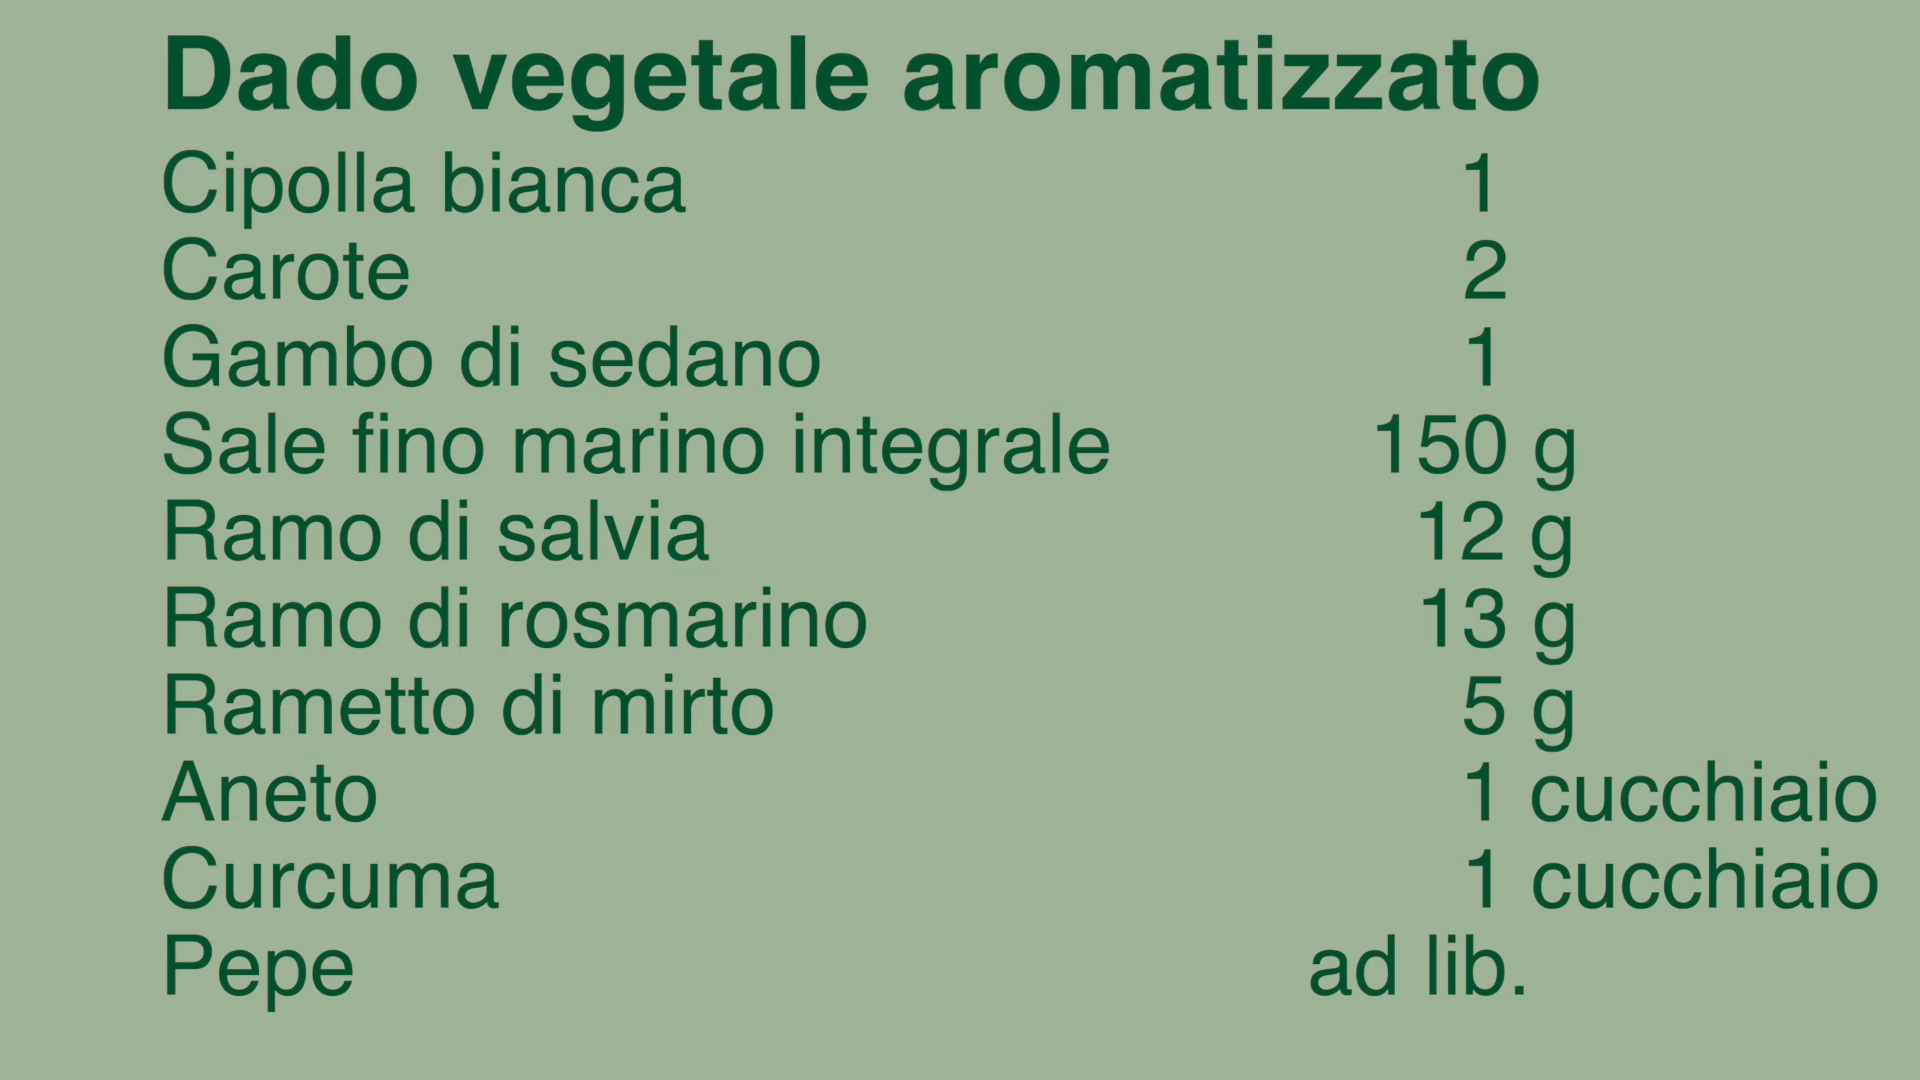 Dado vegetale aromatizzato
Cipolla bianca 1
Carote 2
Gambo di sedano 1
Sale fino marino integrale 150 g
Ramo di salvia 12 g
Ramo di rosmarino 13 g
Rametto di mirto 5 g
Aneto 1 cucchiaio
Curcuma 1 cucchiaio
Pepe ad lib.